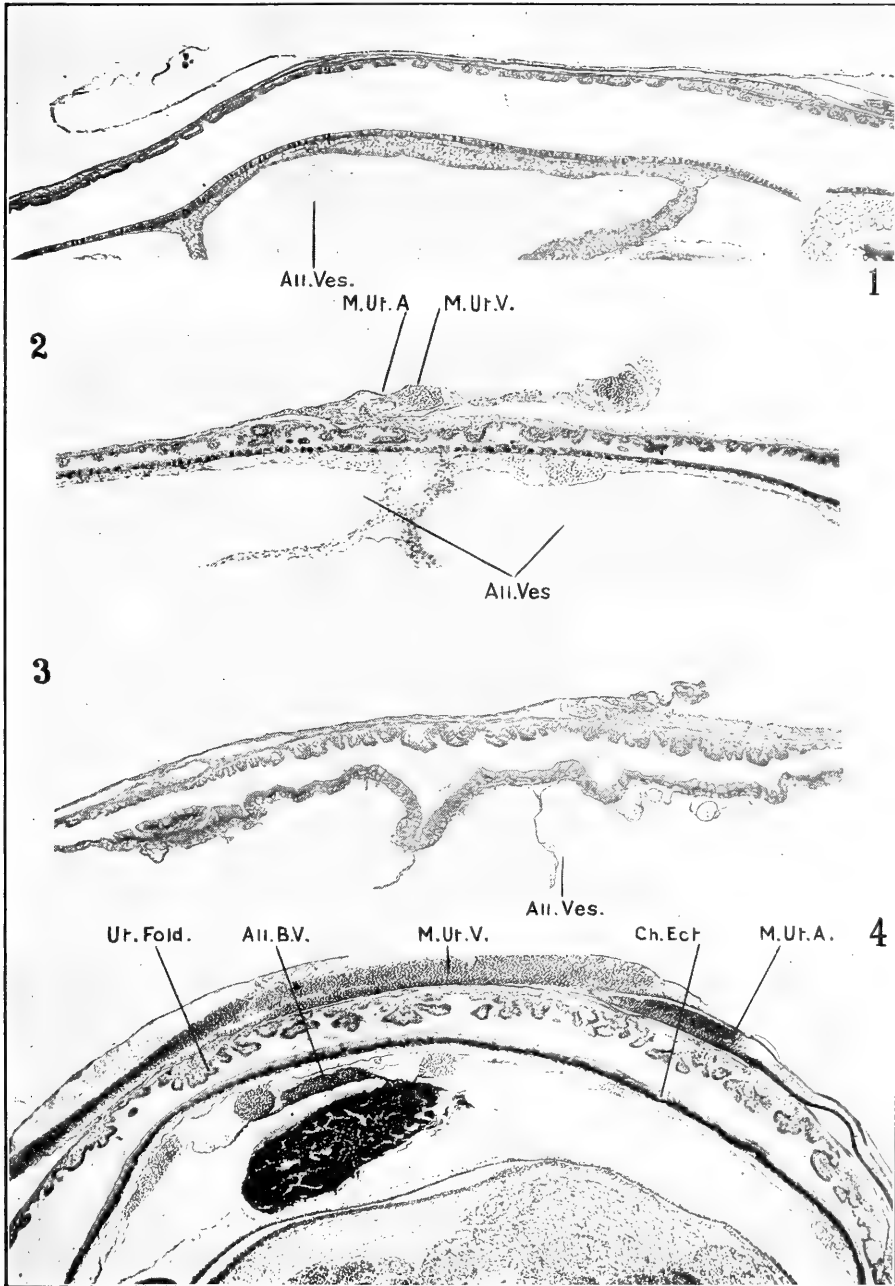 1
All.Ves.
M.Ut.A M.Ut.V.
2
All.Ves
3
All.Ves.
Ut.Fold. All.B.V. M.Ut.V. Ch.Ect M.Ut.A. 4